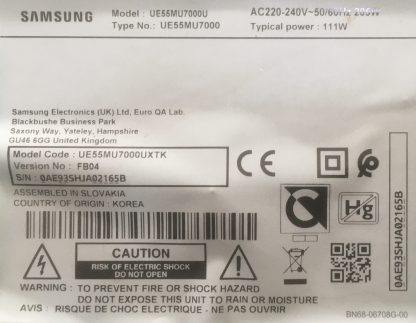 SAMSUNG
Model : UE55MU7000U
Type No. : UE55MU7000
AC220-240V~50/60Hz 205W
Typical power : 111W
Samsung Electronics (UK) Ltd, Euro QA Lab.
Blackbushe Business Park
Saxony Way, Yateley, Hampshire
GU46 6GG United Kingdom
Model Code : UE55MU7000UXTK
Version No : FB04
S/N : 0AE93SHJA02165B
ASSEMBLED IN SLOVAKIA
COUNTRY OF ORIGIN : KOREA
CE
Hg
CAUTION
RISK OF ELECTRIC SHOCK
DO NOT OPEN
WARNING : TO PREVENT FIRE OR SHOCK HAZARD
DO NOT EXPOSE THIS UNIT TO RAIN OR MOISTURE
AVIS : RISQUE DE CHOC ELECTRIC - NE PAS OUVRIR
0AE93SHJA02165B
BN68-06708G-00